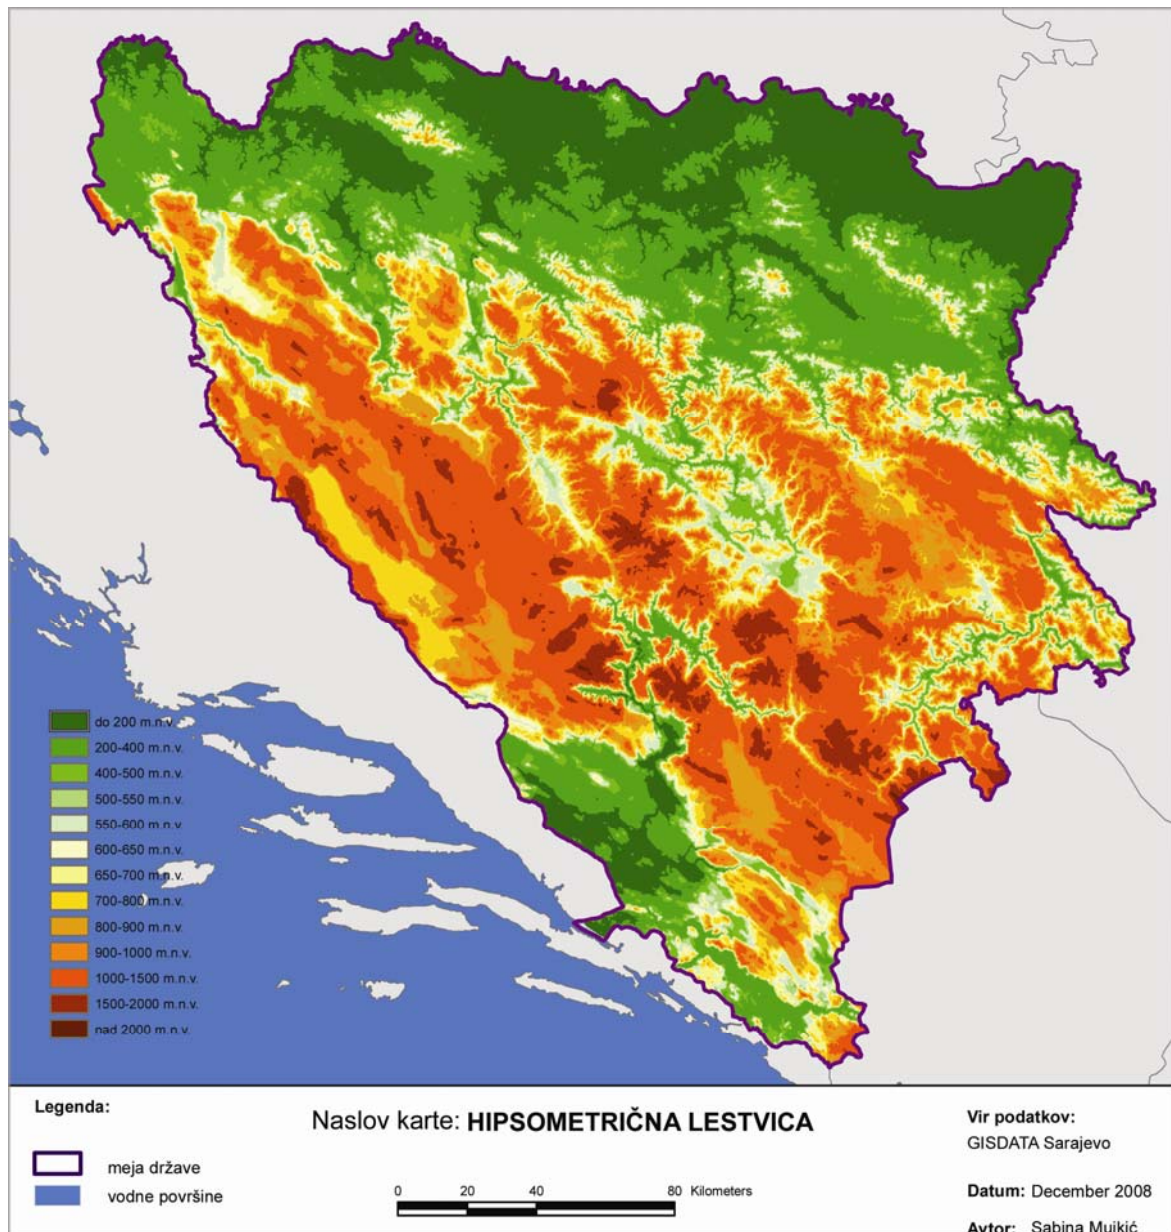 do 200 m.n.v.
200-400 m.n.v.
400-500 m.n.v.
500-550 m.n.v.
550-600 m.n.v.
600-650 m.n.v.
650-700 m.n.v.
700-800 m.n.v.
800-900 m.n.v.
900-1000 m.n.v.
1000-1500 m.n.v.
1500-2000 m.n.v.
nad 2000 m.n.v.
Legenda:
meja države
vodne površine
Naslov karte: HIPSOMETRIČNA LESTVICA
0 20 40 80 Kilometers
Vir podatkov:
GISDATA Sarajevo
Datum: December 2008
Avtor: Sabina Mujkić